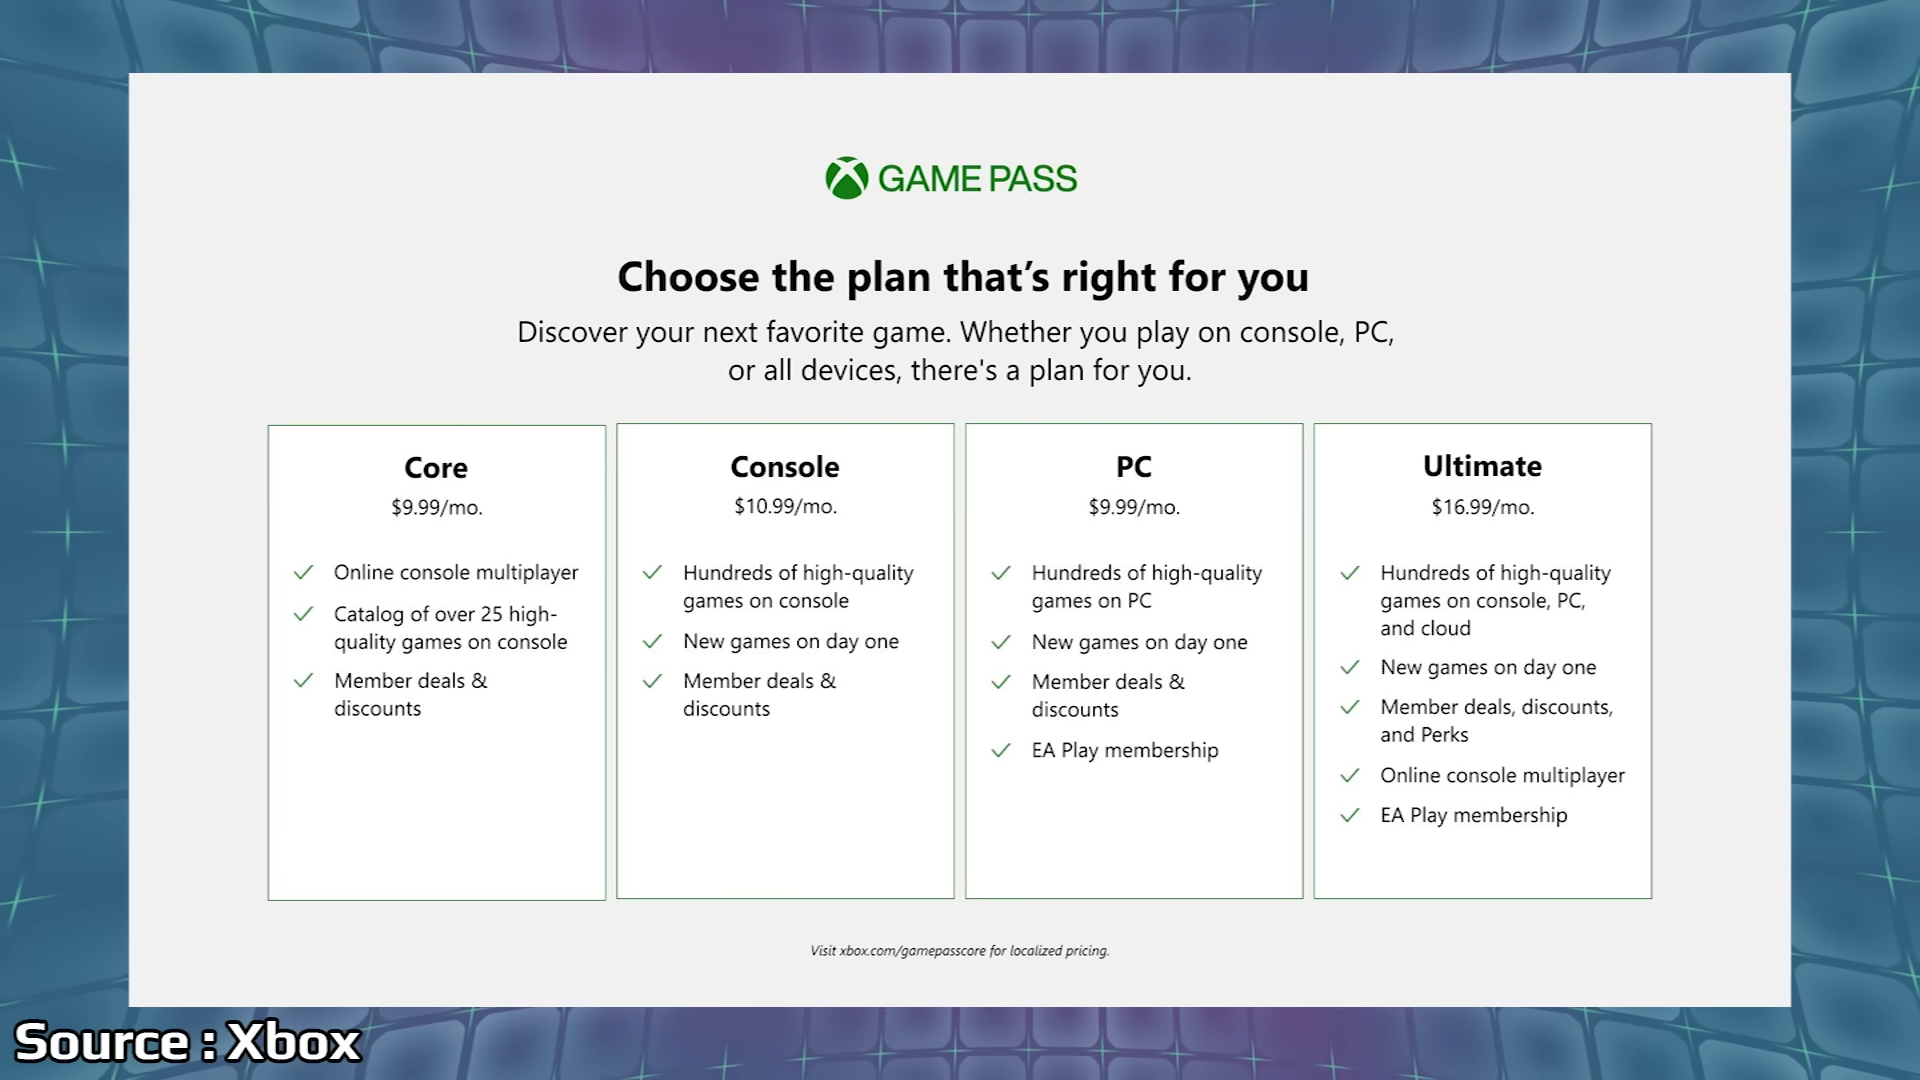 GAME PASS
Choose the plan that’s right for you
Discover your next favorite game. Whether you play on console, PC,
or all devices, there's a plan for you.
Core
$9.99/mo.
Online console multiplayer
Catalog of over 25 high-
quality games on console
Member deals &
discounts
Console
$10.99/mo.
Hundreds of high-quality
games on console
New games on day one
Member deals &
discounts
PC
$9.99/mo.
Hundreds of high-quality
games on PC
New games on day one
Member deals &
discounts
EA Play membership
Ultimate
$16.99/mo.
Hundreds of high-quality
games on console, PC,
and cloud
New games on day one
Member deals, discounts,
and Perks
Online console multiplayer
EA Play membership
Visit xbox.com/gamepasscore for localized pricing.
Source : Xbox